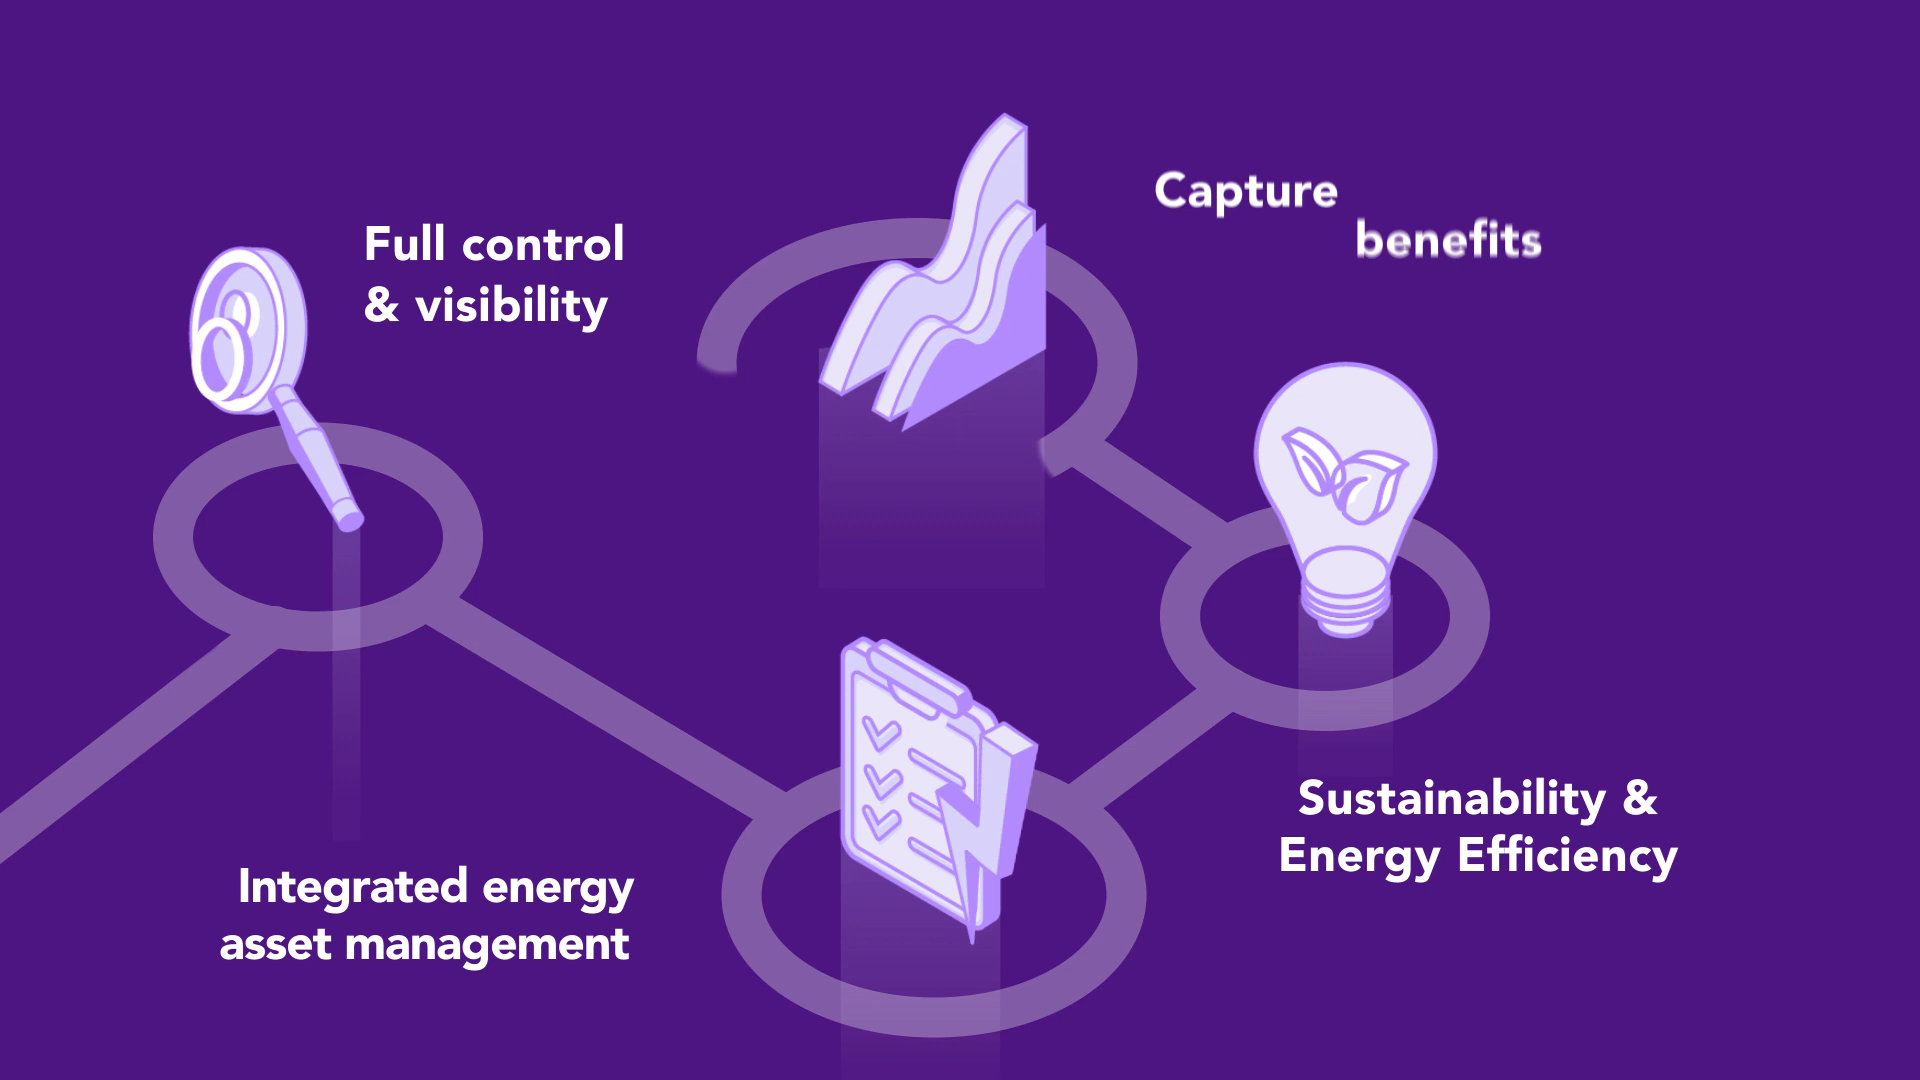 Full control
& visibility
Capture
benefits
Integrated energy
asset management
Sustainability &
Energy Efficiency